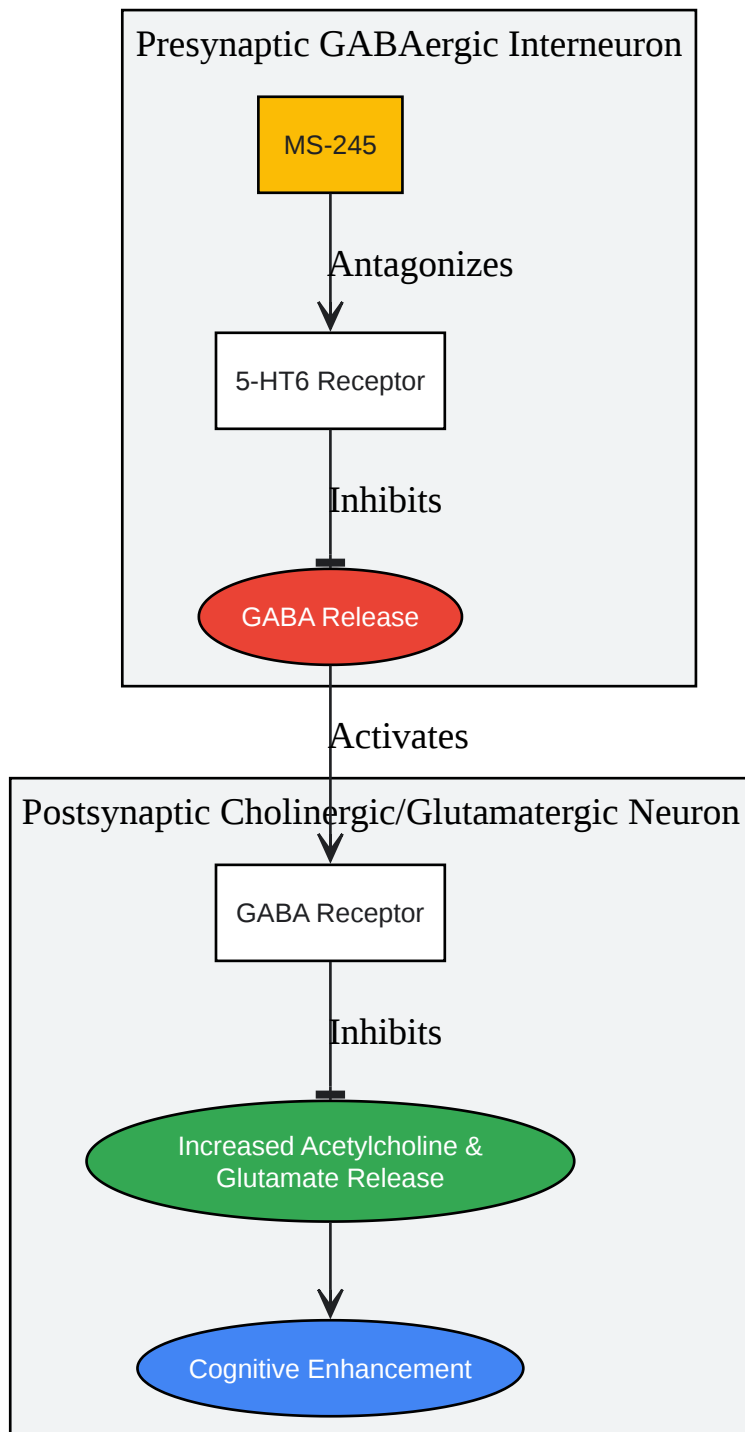 Presynaptic GABAergic Interneuron
MS-245
Antagonizes
5-HT6 Receptor
Inhibits
GABA Release
Activates
Postsynaptic Cholinergic/Glutamatergic Neuron
GABA Receptor
Inhibits
Increased Acetylcholine &
Glutamate Release
Cognitive Enhancement